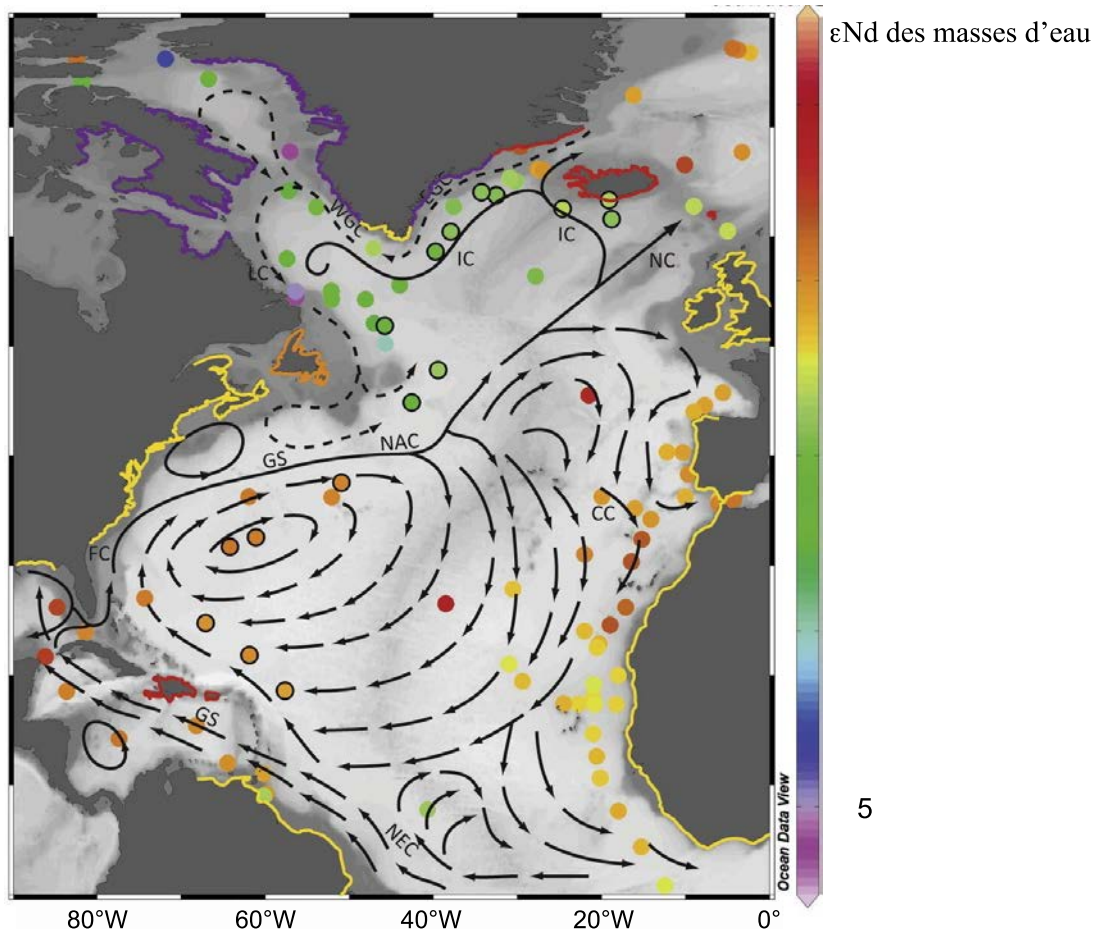 εNd des masses d'eau
EGC
WGC
IC
IC
NC
LC
NAC
GS
CC
FC
GS
NEC
5
Ocean Data View
80°W 60°W 40°W 20°W 0°